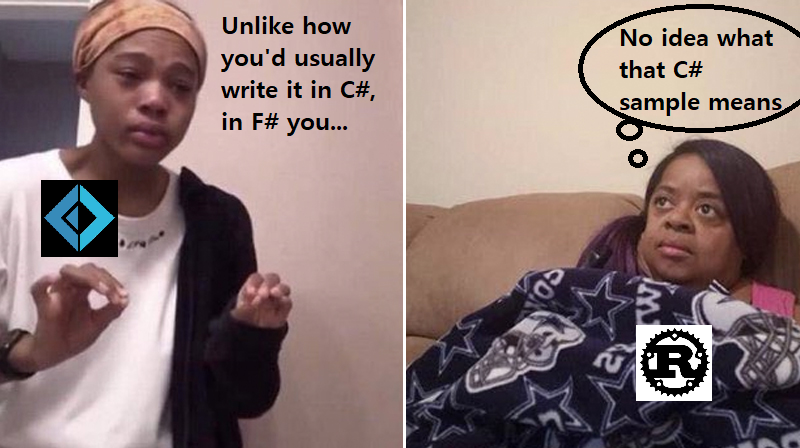 Unlike how
you'd usually
write it in C#,
in F# you...
No idea what
that C#
sample means
R